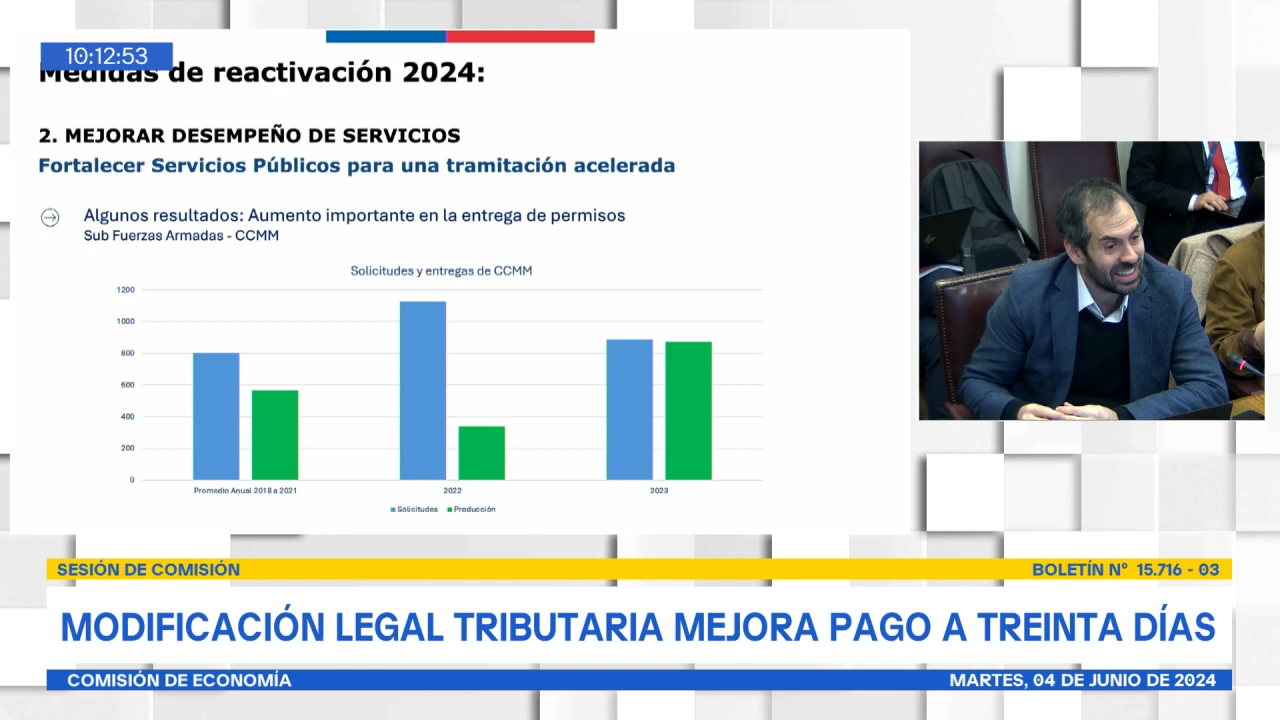 10:12:53
Medidas de reactivación 2024:
2. MEJORAR DESEMPEÑO DE SERVICIOS
Fortalecer Servicios Públicos para una tramitación acelerada
Algunos resultados: Aumento importante en la entrega de permisos
Sub Fuerzas Armadas - CCMM
Solicitudes y entregas de CCMM
1200
1000
800
600
400
200
0
Promedio Anual 2018 a 2021
2022
2023
Solicitudes
Producción
SESIÓN DE COMISIÓN
BOLETÍN N° 15.716 - 03
MODIFICACIÓN LEGAL TRIBUTARIA MEJORA PAGO A TREINTA DÍAS
COMISIÓN DE ECONOMÍA
MARTES, 04 DE JUNIO DE 2024